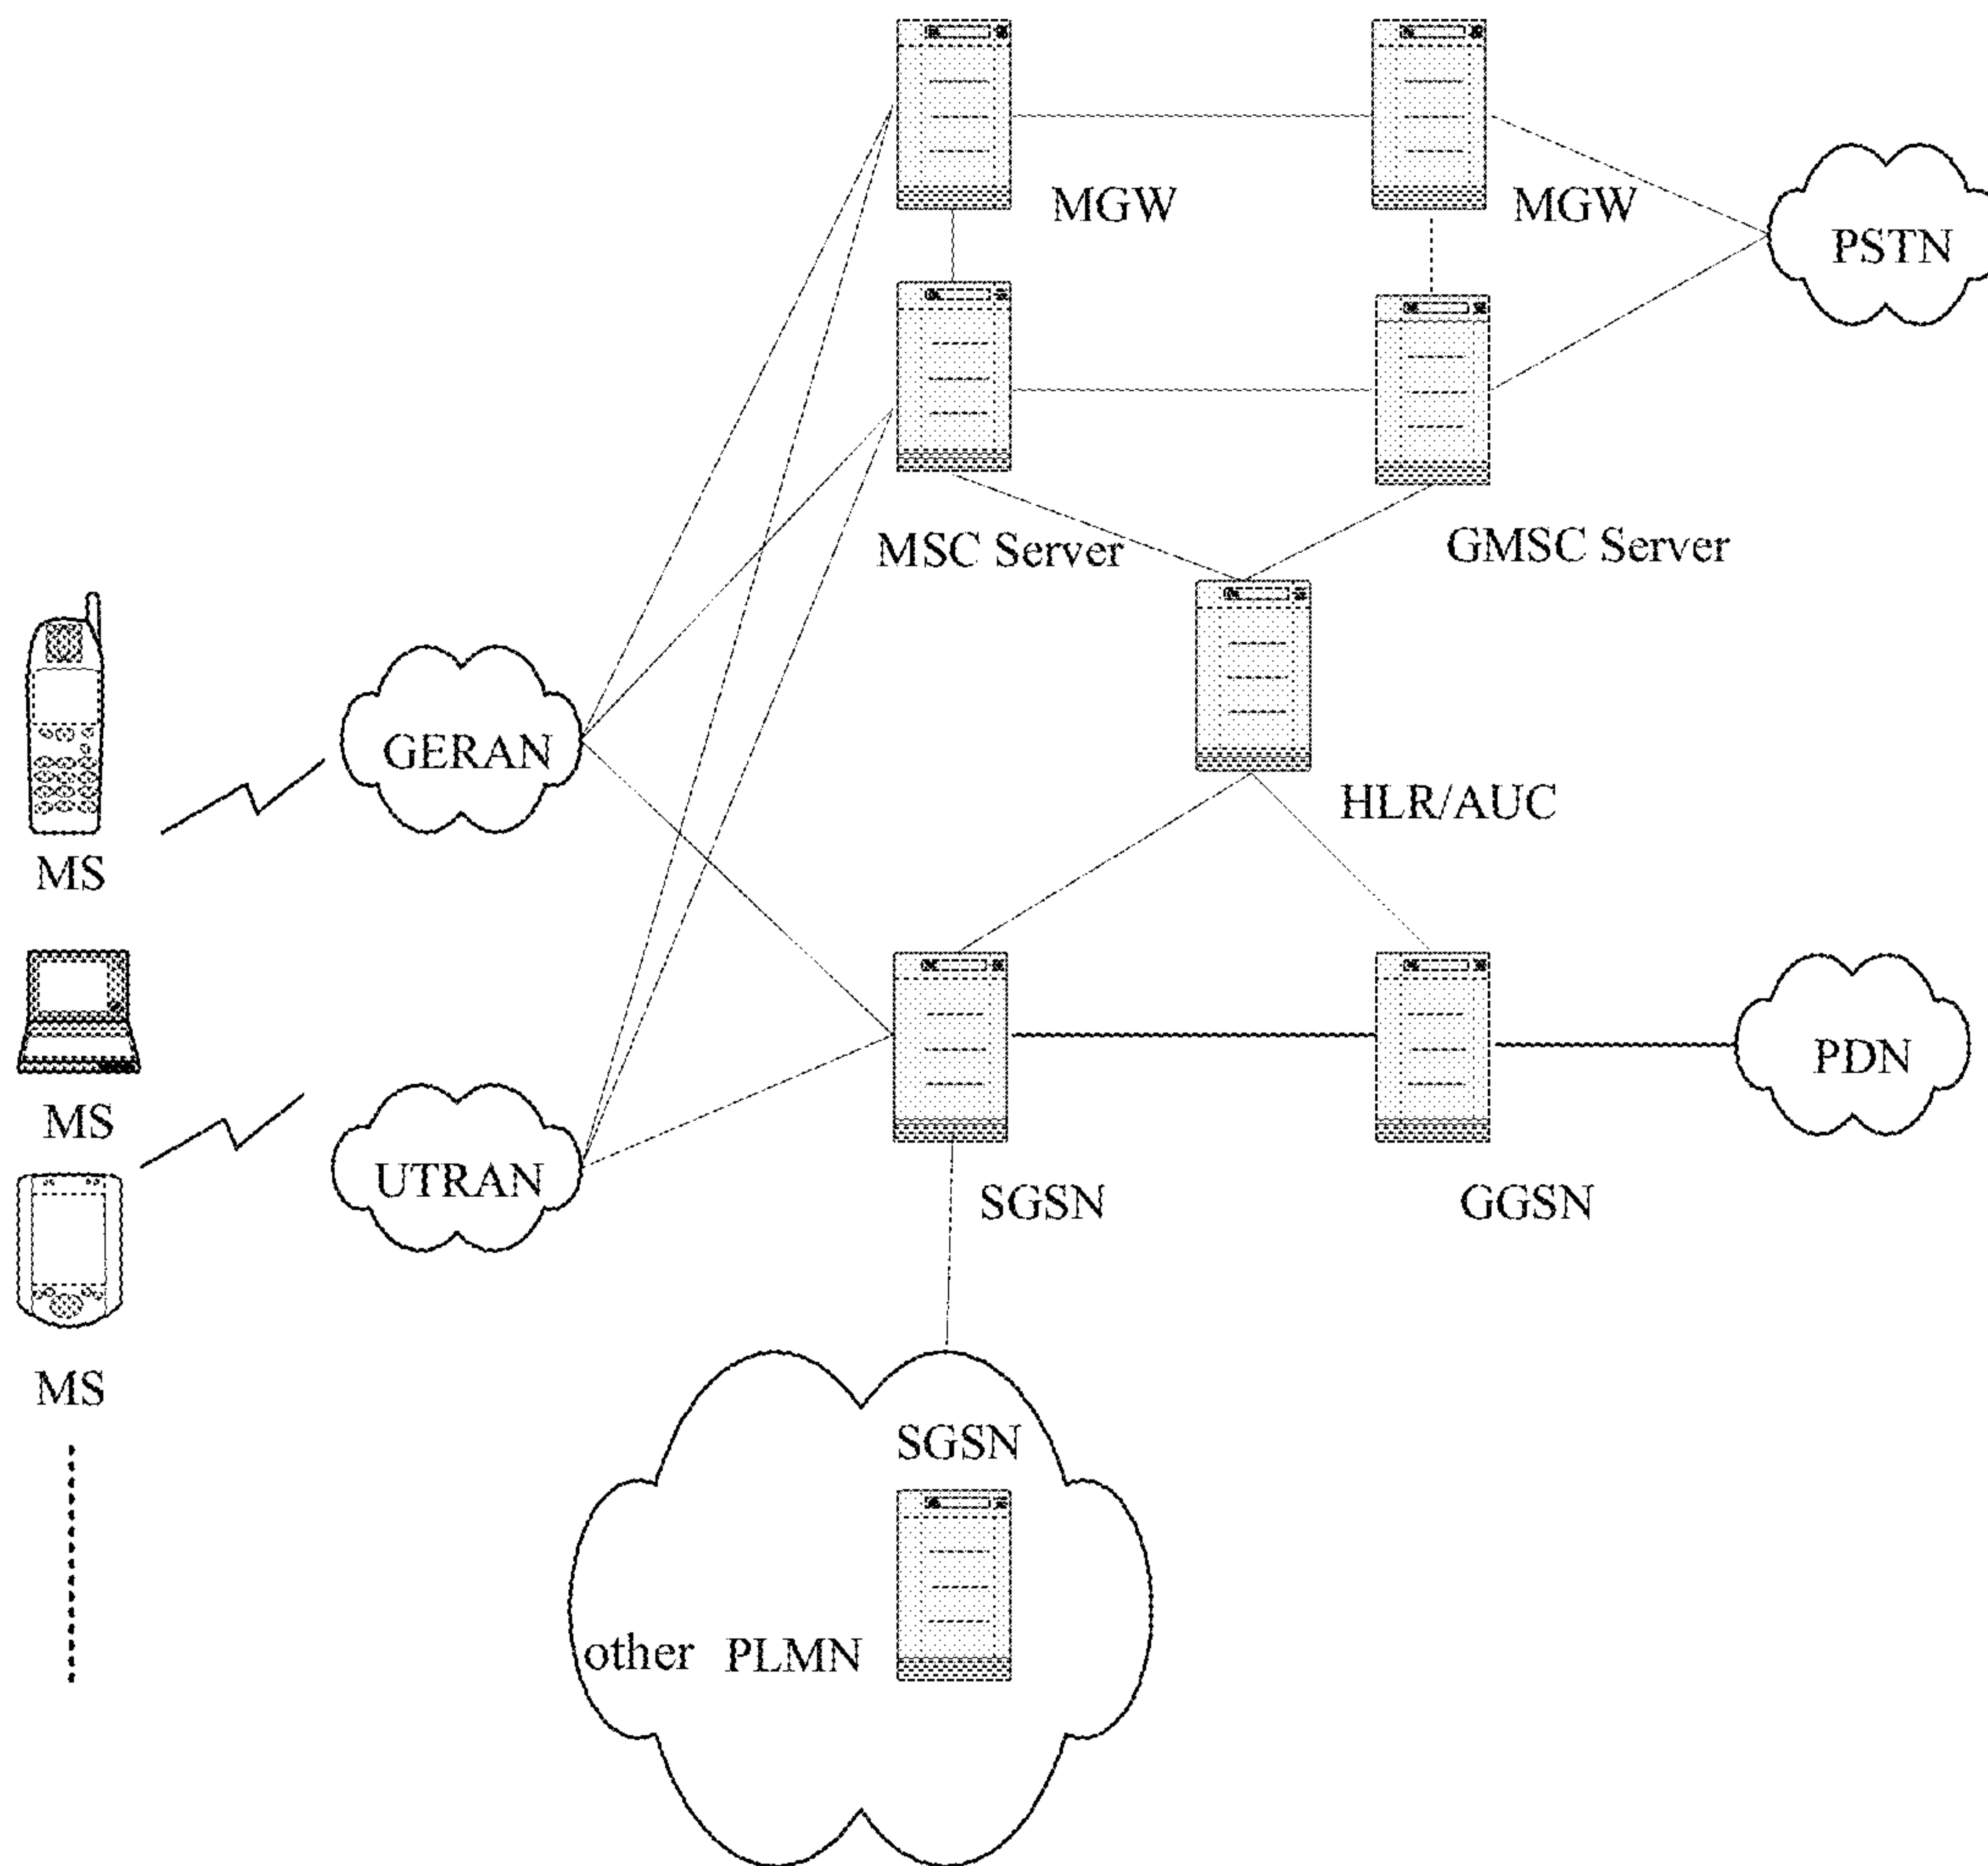 MGW
MGW
PSTN
MSC Server
GMSC Server
GERAN
HLR/AUC
MS
PDN
MS
UTRAN
SGSN
GGSN
MS
SGSN
other PLMN